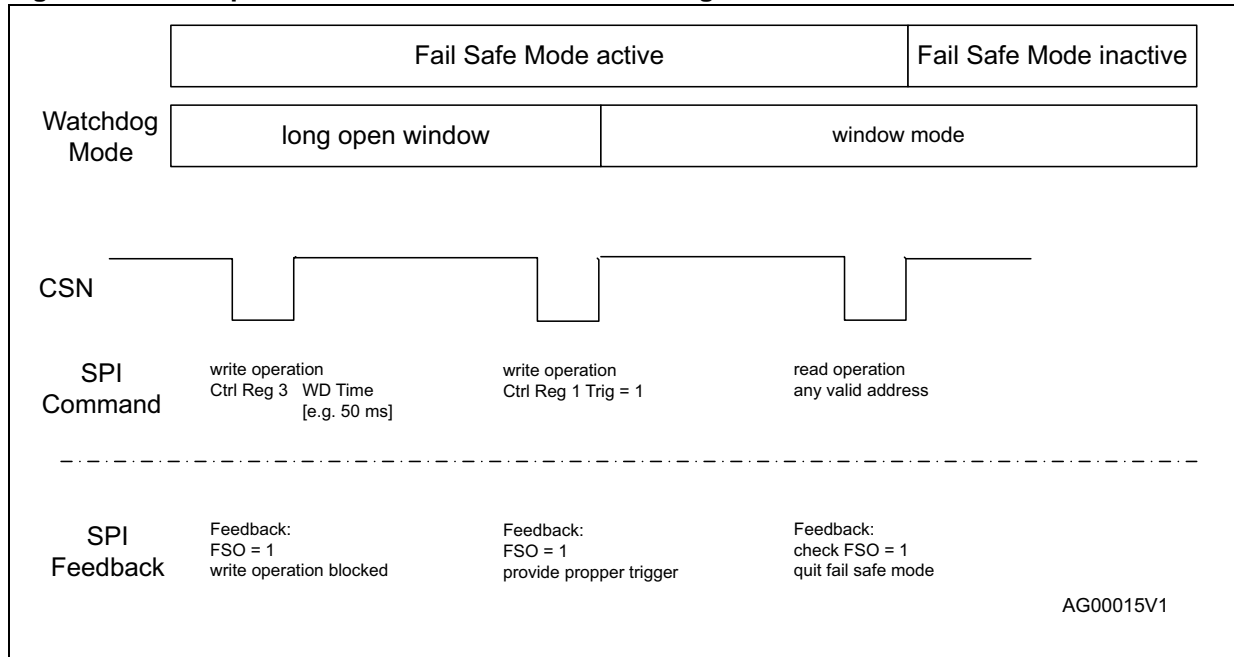 Fail Safe Mode active
Fail Safe Mode inactive
Watchdog
Mode
long open window
window mode
CSN
SPI
Command
write operation
Ctrl Reg 3 WD Time
[e.g. 50 ms]
write operation
Ctrl Reg 1 Trig = 1
read operation
any valid address
SPI
Feedback
Feedback:
FSO = 1
write operation blocked
Feedback:
FSO = 1
provide propper trigger
Feedback:
check FSO = 1
quit fail safe mode
AG00015V1